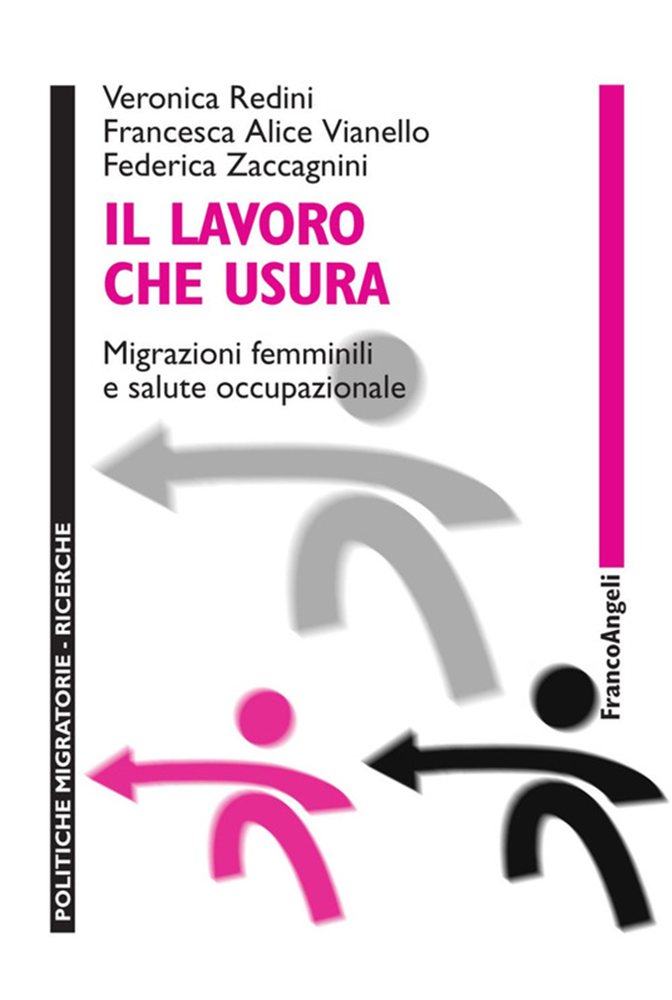 Veronica Redini
Francesca Alice Vianello
Federica Zaccagnini
IL LAVORO
CHE USURA
Migrazioni femminili
e salute occupazionale
POLITICHE MIGRATORIE - RICERCHE
FrancoAngeli